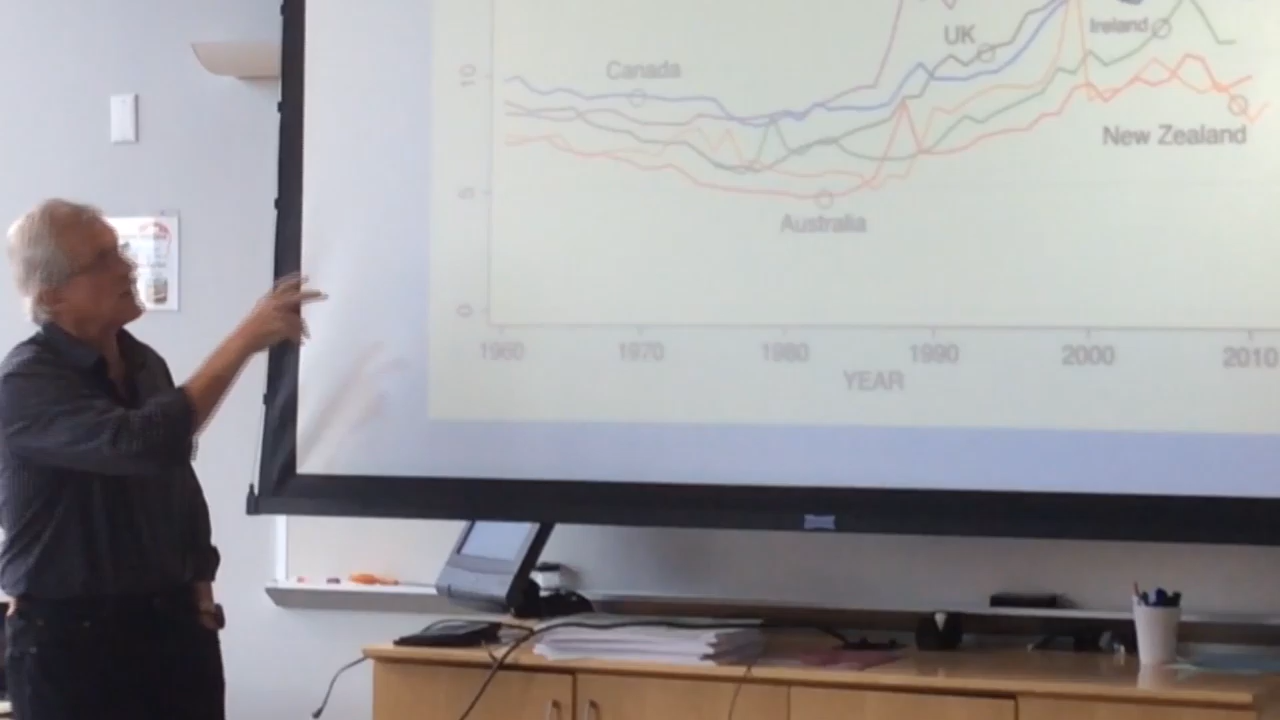 Ireland
UK
Canada
10
New Zealand
5
Australia
0
1960 1970 1980 1990 2000 2010
YEAR